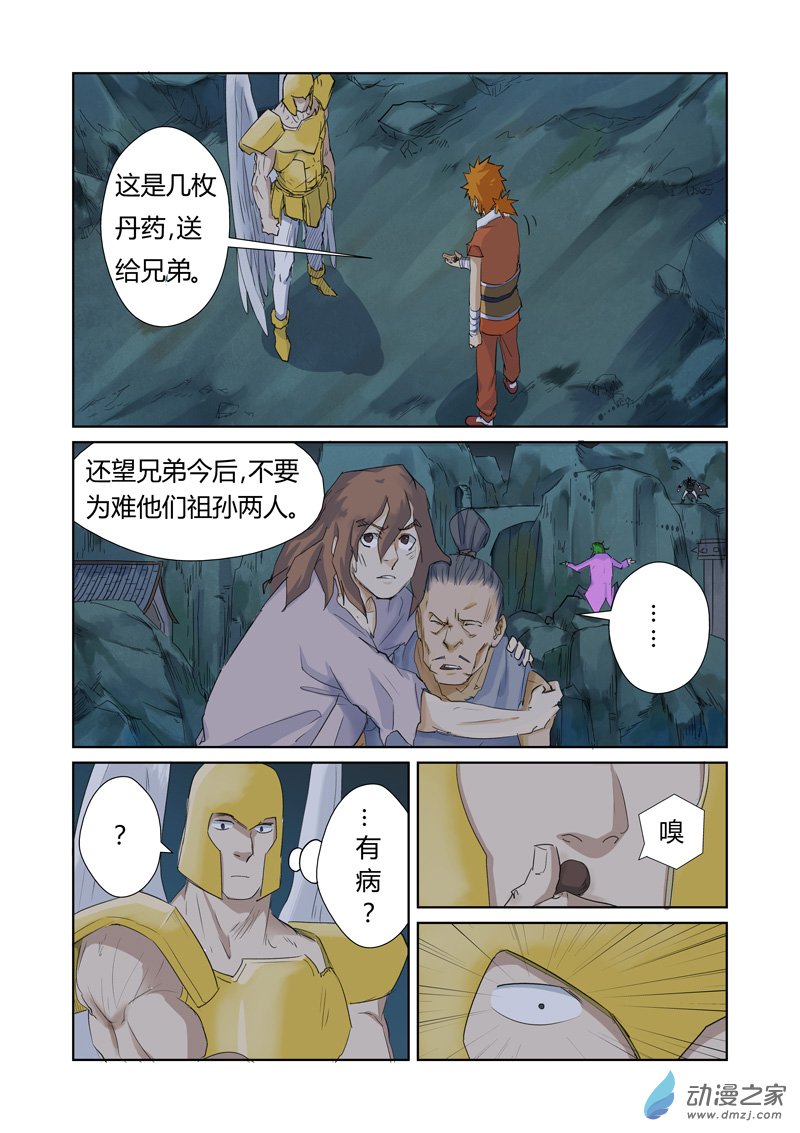 这是几枚
丹药,送
给兄弟。
还望兄弟今后,不要
为难他们祖孙两人。
……
?
…有病?
嗅
动漫之家
www.dmzj.com